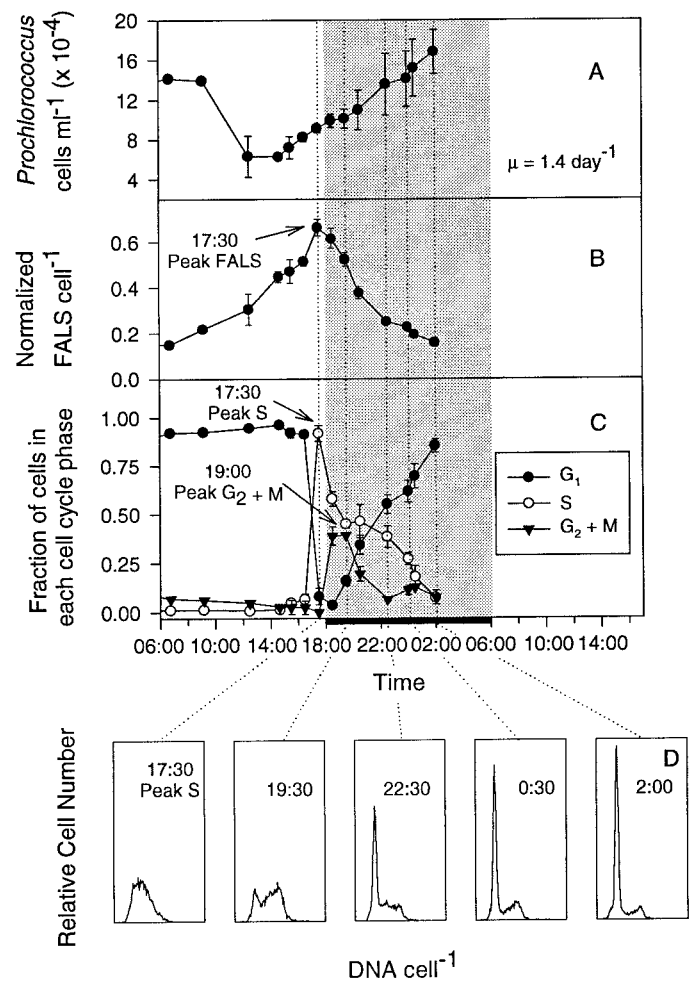 20
16
12
8
4
Prochlorococcus
cells ml-1 (x 10-4)
A
μ = 1.4 day-1
0.6
0.4
0.2
0.0
Normalized
FALS cell-1
17:30
Peak FALS
B
1.00
0.75
0.50
0.25
0.00
Fraction of cells in
each cell cycle phase
17:30
Peak S
19:00
Peak G2 + M
C
G1
S
G2 + M
06:00 10:00 14:00 18:00 22:00 02:00 06:00 10:00 14:00
Time
Relative Cell Number
17:30
Peak S
19:30
22:30
0:30
D
2:00
DNA cell-1